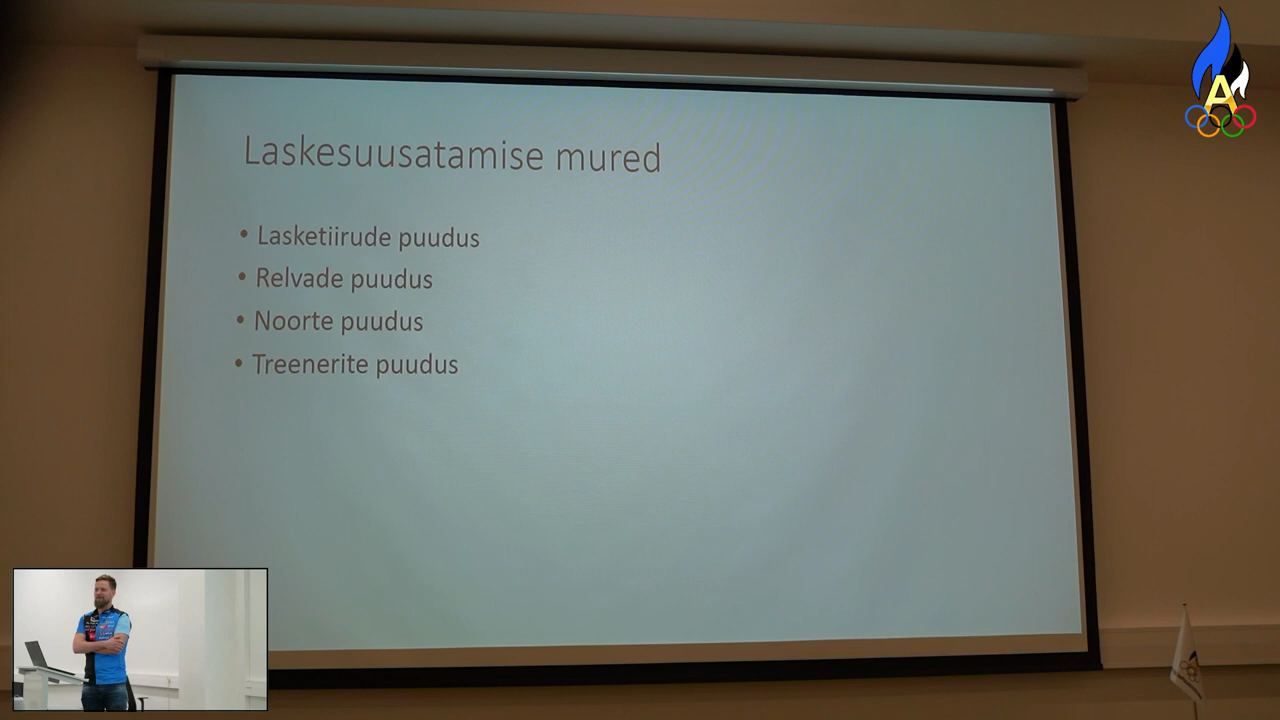 Laskesuusatamise mured
• Lasketiirude puudus
• Relvade puudus
• Noorte puudus
• Treenerite puudus
A